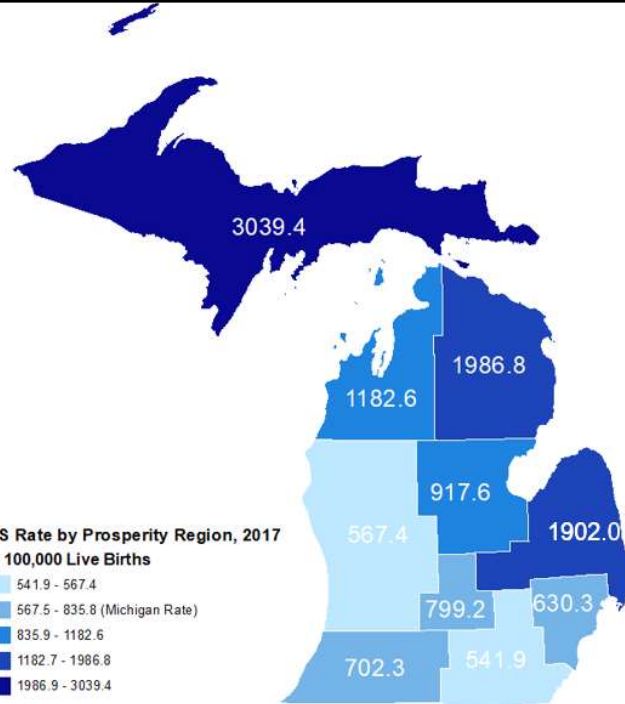 3039.4
1986.8
1182.6
917.6
567.4
1902.0
799.2
630.3
702.3
541.9
S Rate by Prosperity Region, 2017
100,000 Live Births
541.9 - 567.4
567.5 - 835.8 (Michigan Rate)
835.9 - 1182.6
1182.7 - 1986.8
1986.9 - 3039.4